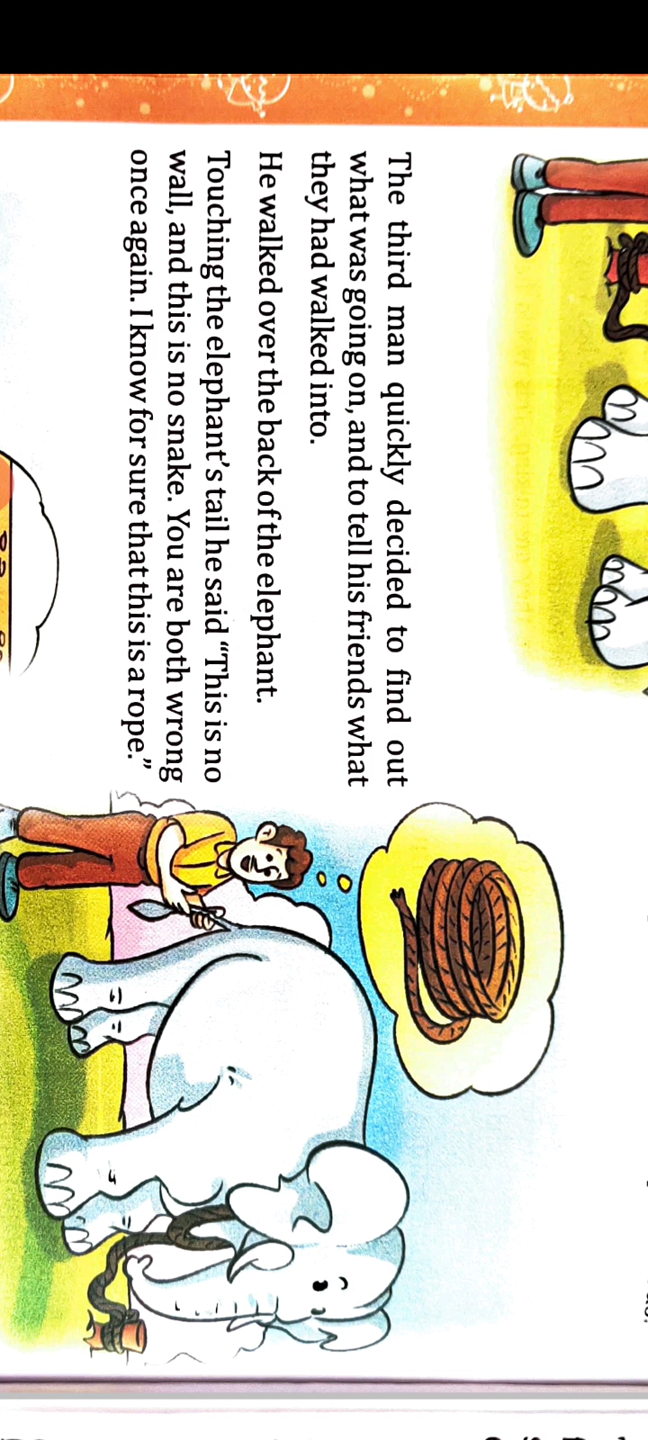 The third man quickly decided to find out
what was going on, and to tell his friends what
they had walked into.
He walked over the back of the elephant.
Touching the elephant's tail he said “This is no
wall, and this is no snake. You are both wrong
once again. I know for sure that this is a rope.”